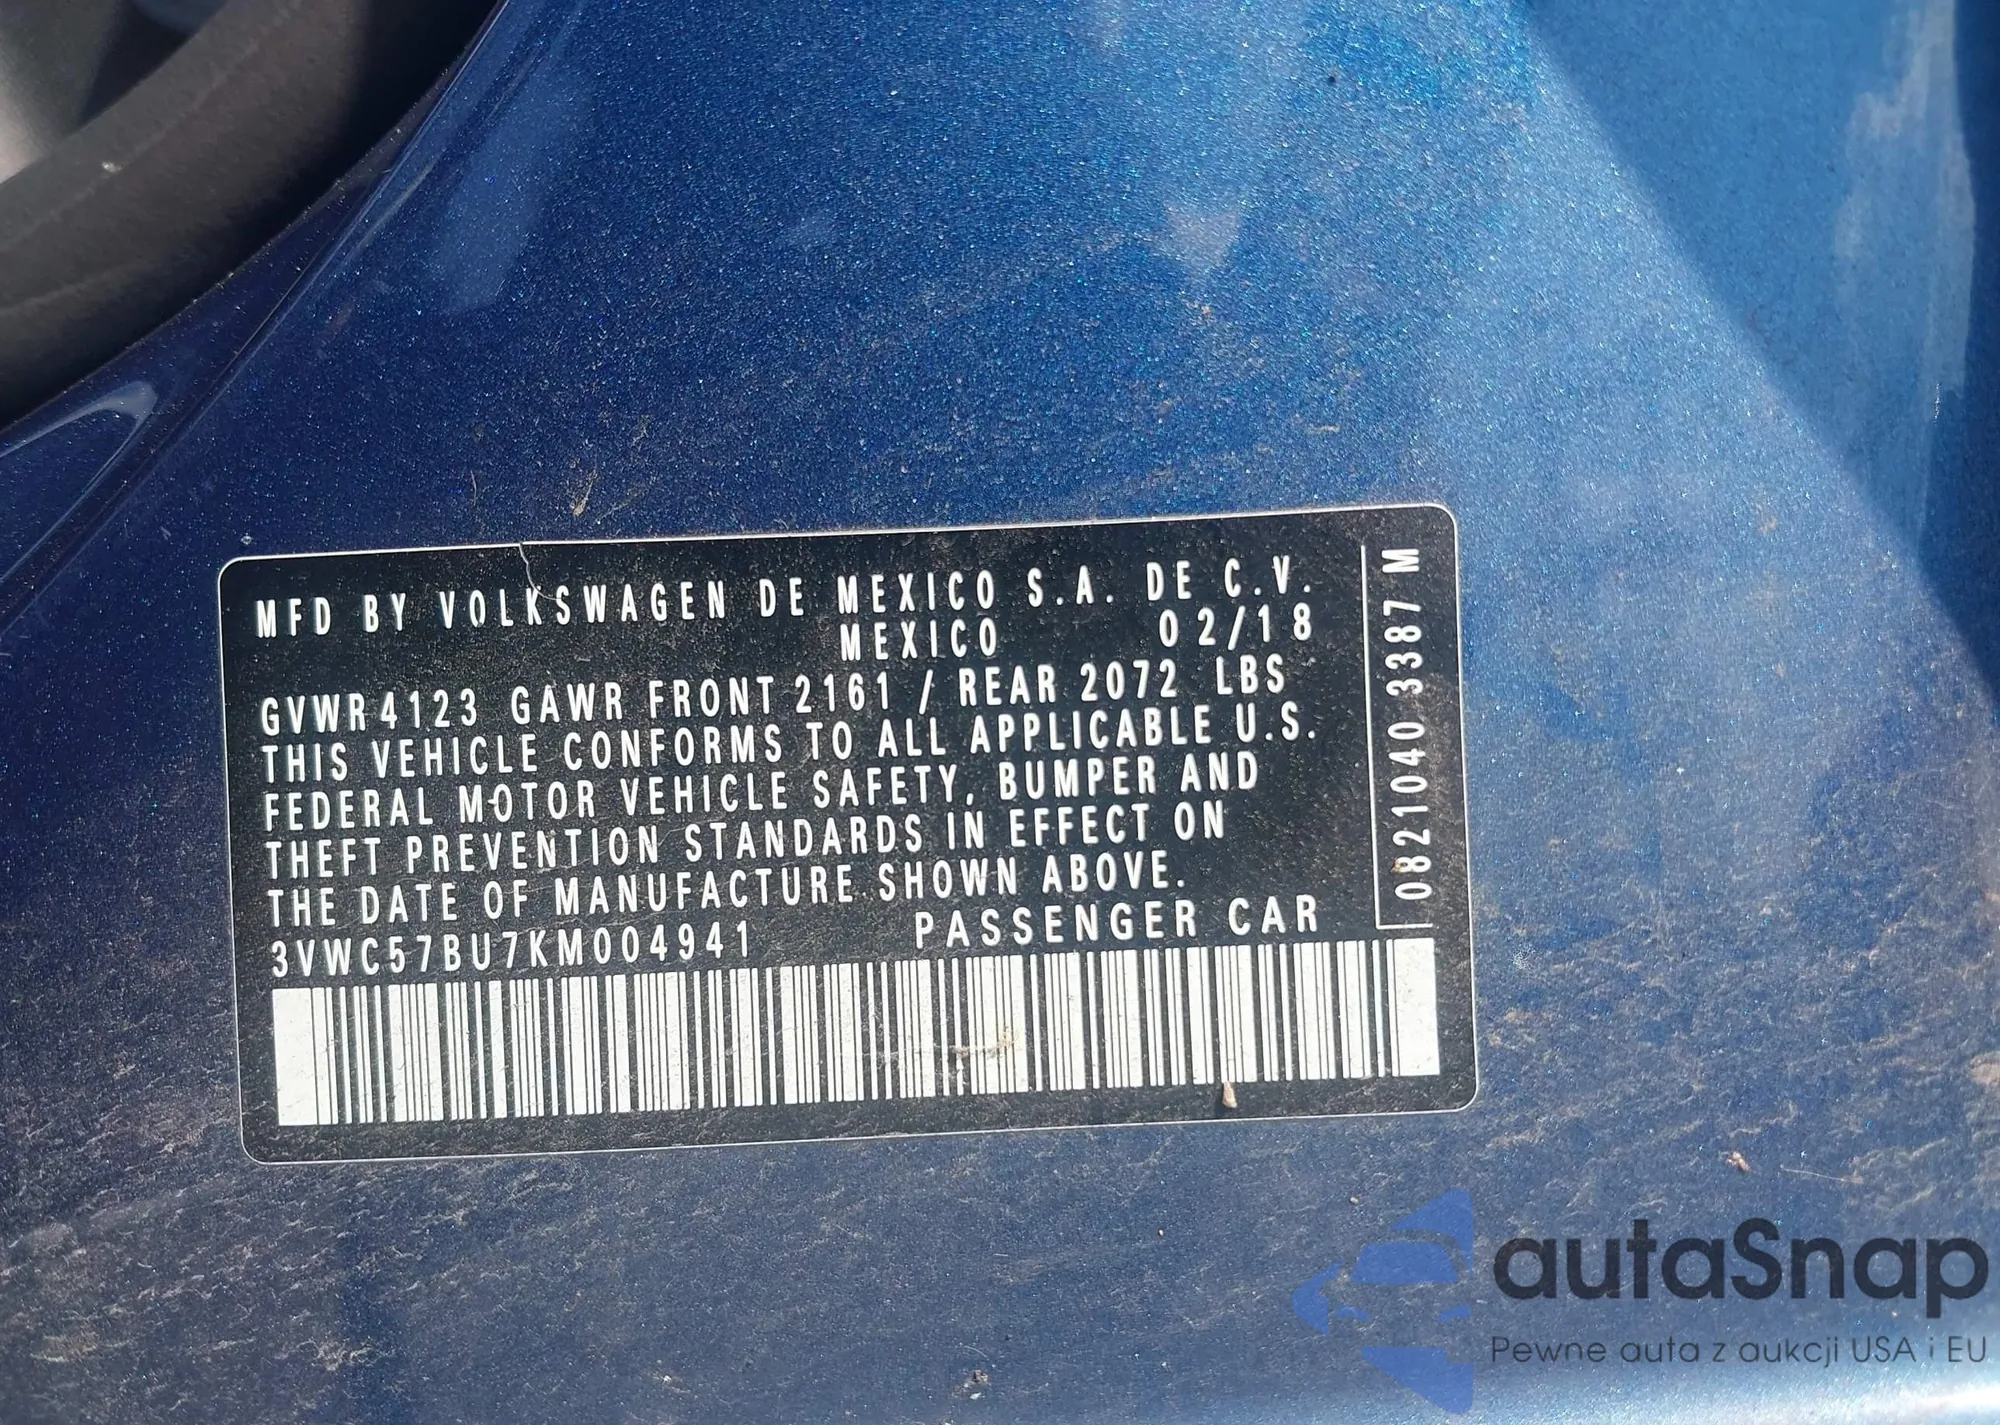 MFD BY VOLKSWAGEN DE MEXICO S.A. DE C.V.
MEXICO 02/18
GVWR4123 GAWR FRONT 2161 / REAR 2072 LBS
THIS VEHICLE CONFORMS TO ALL APPLICABLE U.S.
FEDERAL MOTOR VEHICLE SAFETY, BUMPER AND
THEFT PREVENTION STANDARDS IN EFFECT ON
THE DATE OF MANUFACTURE SHOWN ABOVE.
3VWC57BU7KM004941 PASSENGER CAR
0821040 3387 M
autaSnap
Pewne auta z aukcji USA i EU